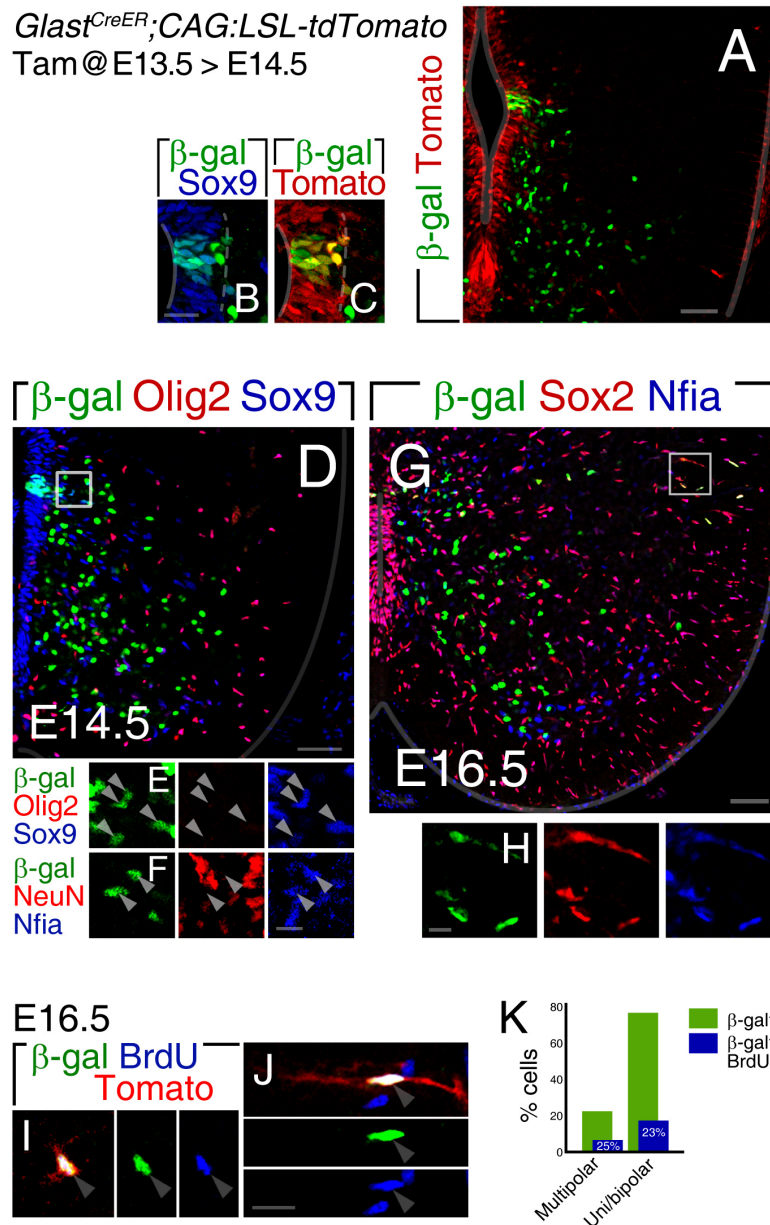 Glast^CreER;CAG:LSL-tdTomato
Tam@E13.5 > E14.5
A
β-gal Tomato
β-gal
Sox9
β-gal
Tomato
B
C
β-gal Olig2 Sox9
β-gal Sox2 Nfia
D
G
E14.5
E16.5
β-gal
Olig2
Sox9
E
β-gal
NeuN
Nfia
F
H
E16.5
β-gal BrdU
Tomato
I
J
K
% cells
80
60
40
20
0
25%
23%
Multipolar
Uni/bipolar
β-gal+
β-gal+
BrdU